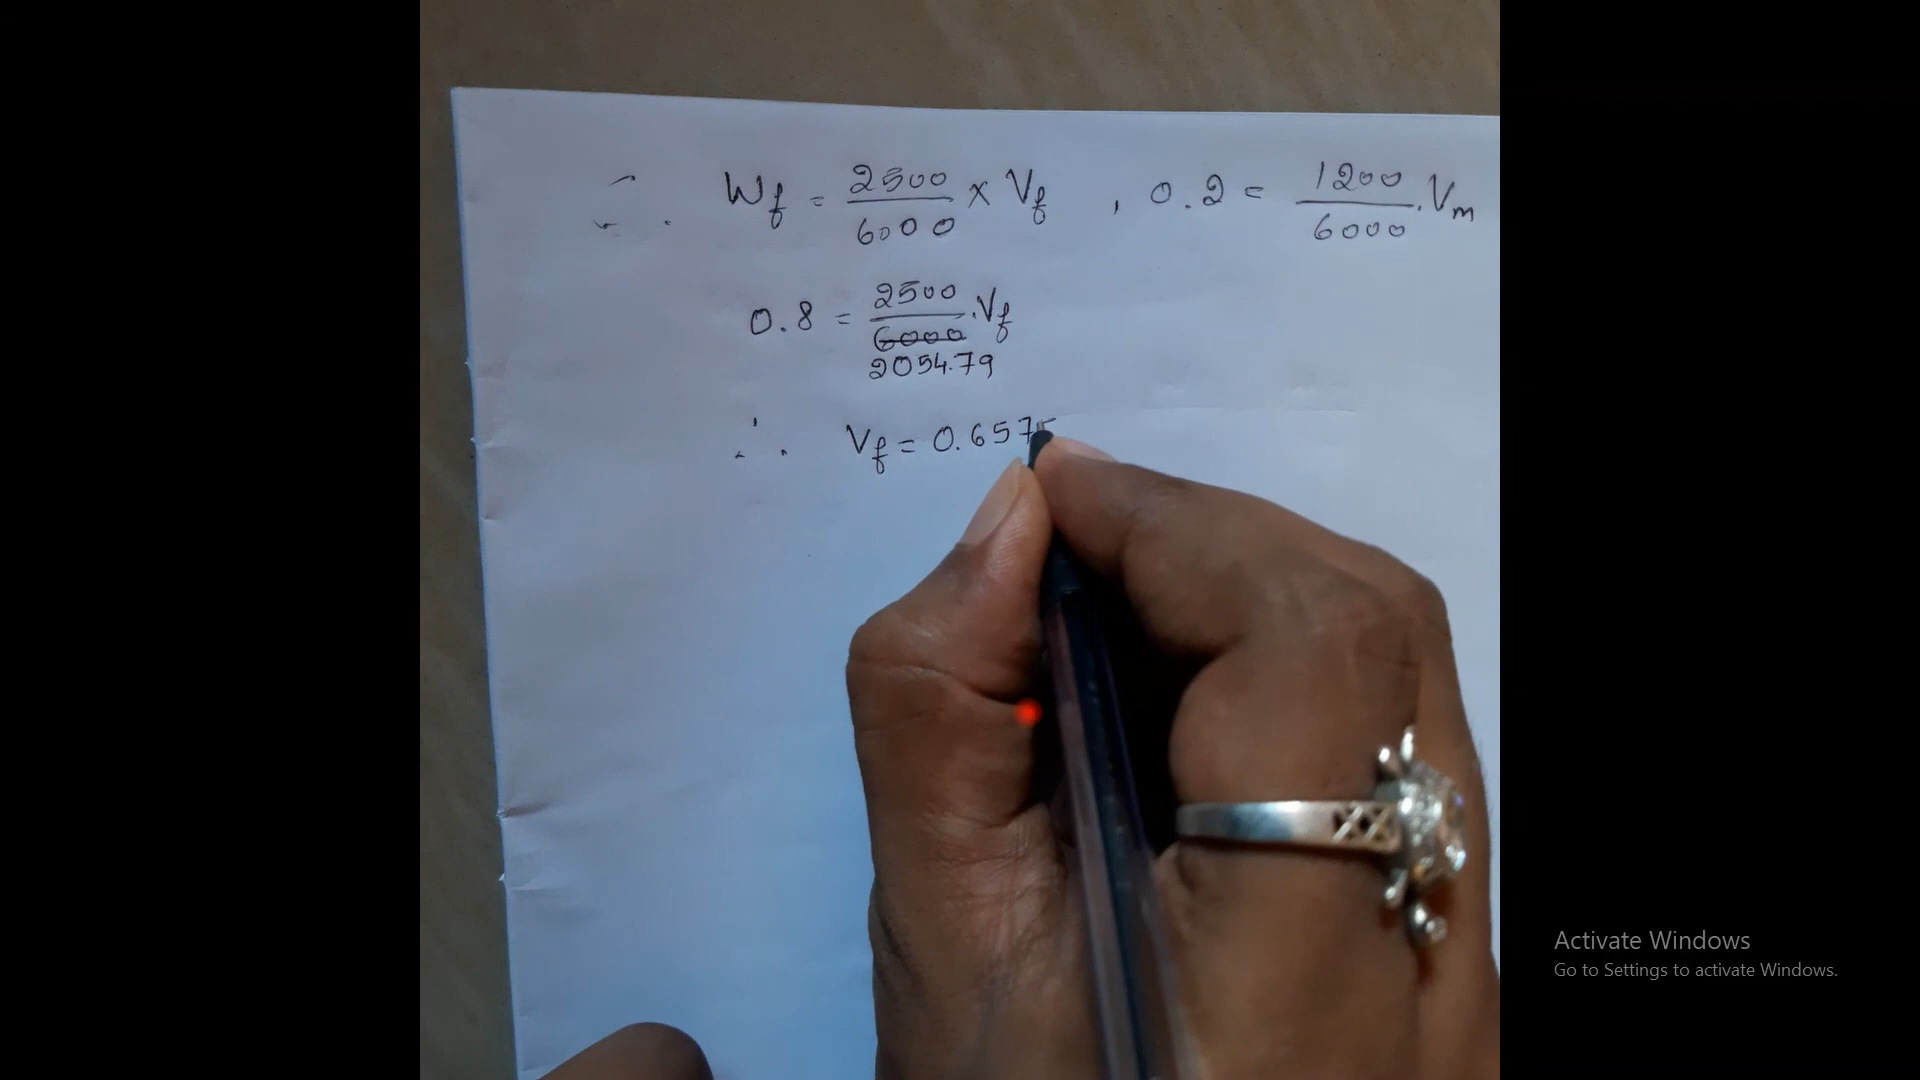 ∴ Wf = 2500/6000 × Vf , 0.2 = 1200/6000 . Vm
0.8 = 2500/6000 . Vf
2054.79
∴ Vf = 0.657
Activate Windows
Go to Settings to activate Windows.